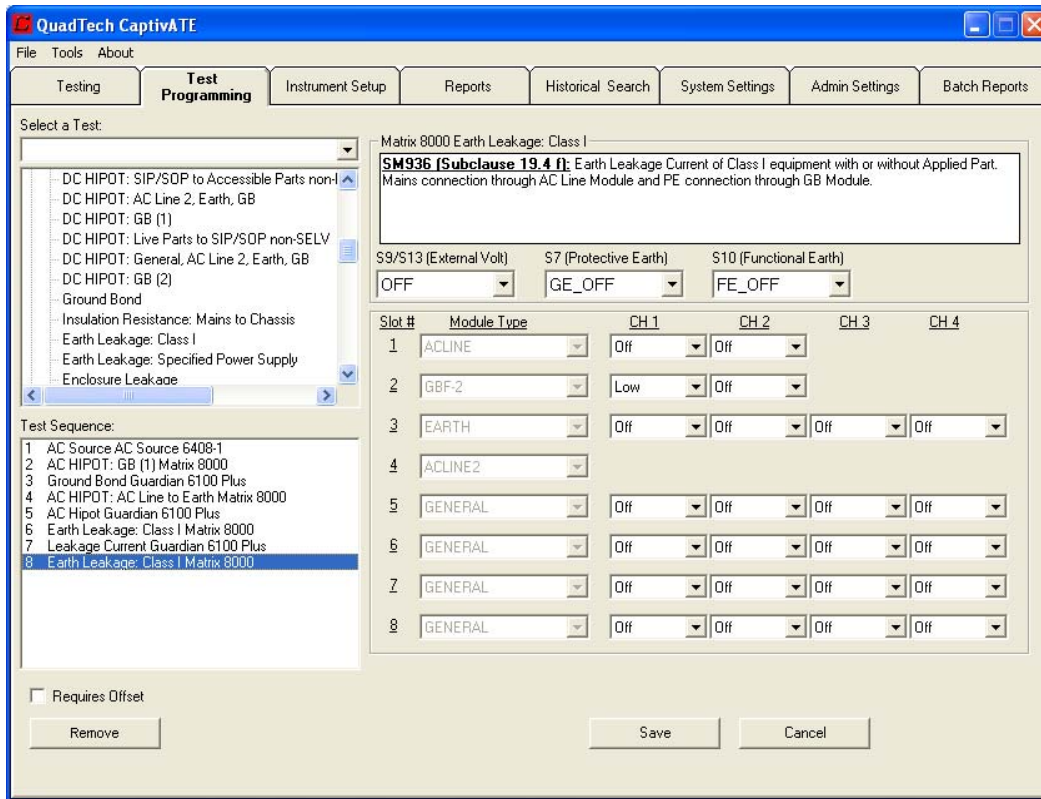 QuadTech CaptivATE
File Tools About
Testing
Test Programming
Instrument Setup
Reports
Historical Search
System Settings
Admin Settings
Batch Reports
Select a Test:
DC HIPOT: SIP/SOP to Accessible Parts non-
DC HIPOT: AC Line 2, Earth, GB
DC HIPOT: GB (1)
DC HIPOT: Live Parts to SIP/SOP non-SELV
DC HIPOT: General, AC Line 2, Earth, GB
DC HIPOT: GB (2)
Ground Bond
Insulation Resistance: Mains to Chassis
Earth Leakage: Class I
Earth Leakage: Specified Power Supply
Enclosure Leakage
Test Sequence:
1 AC Source AC Source 6408-1
2 AC HIPOT: GB (1) Matrix 8000
3 Ground Bond Guardian 6100 Plus
4 AC HIPOT: AC Line to Earth Matrix 8000
5 AC Hipot Guardian 6100 Plus
6 Earth Leakage: Class I Matrix 8000
7 Leakage Current Guardian 6100 Plus
8 Earth Leakage: Class I Matrix 8000
Requires Offset
Remove
Matrix 8000 Earth Leakage: Class I
SM936 (Subclause 19.4 f): Earth Leakage Current of Class I equipment with or without Applied Part.
Mains connection through AC Line Module and PE connection through GB Module.
S9/S13 (External Volt) S7 (Protective Earth) S10 (Functional Earth)
OFF GE_OFF FE_OFF
Slot # Module Type CH 1 CH 2 CH 3 CH 4
1 ACLINE Off Off
2 GBF-2 Low Off
3 EARTH Off Off Off Off
4 ACLINE2
5 GENERAL Off Off Off Off
6 GENERAL Off Off Off Off
7 GENERAL Off Off Off Off
8 GENERAL Off Off Off Off
Save Cancel